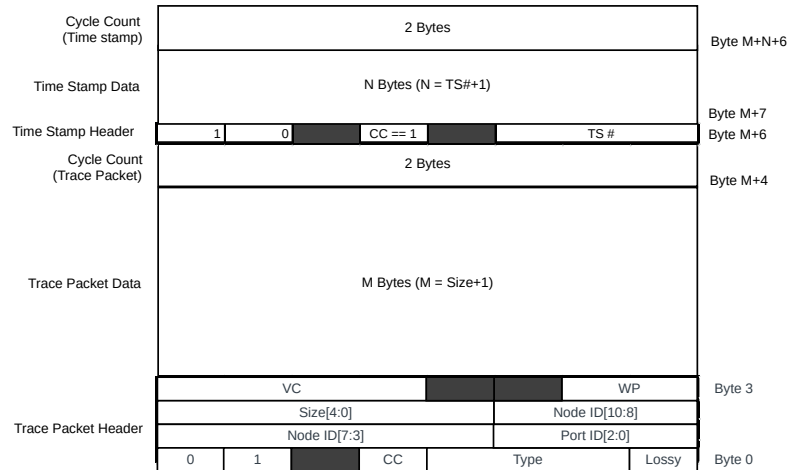 Cycle Count
(Time stamp)
2 Bytes
Byte M+N+6
Time Stamp Data
N Bytes (N = TS#+1)
Byte M+7
Time Stamp Header
1 0 CC == 1 TS #
Byte M+6
Cycle Count
(Trace Packet)
2 Bytes
Byte M+4
Trace Packet Data
M Bytes (M = Size+1)
VC WP
Byte 3
Size[4:0] Node ID[10:8]
Trace Packet Header
Node ID[7:3] Port ID[2:0]
0 1 CC Type Lossy
Byte 0